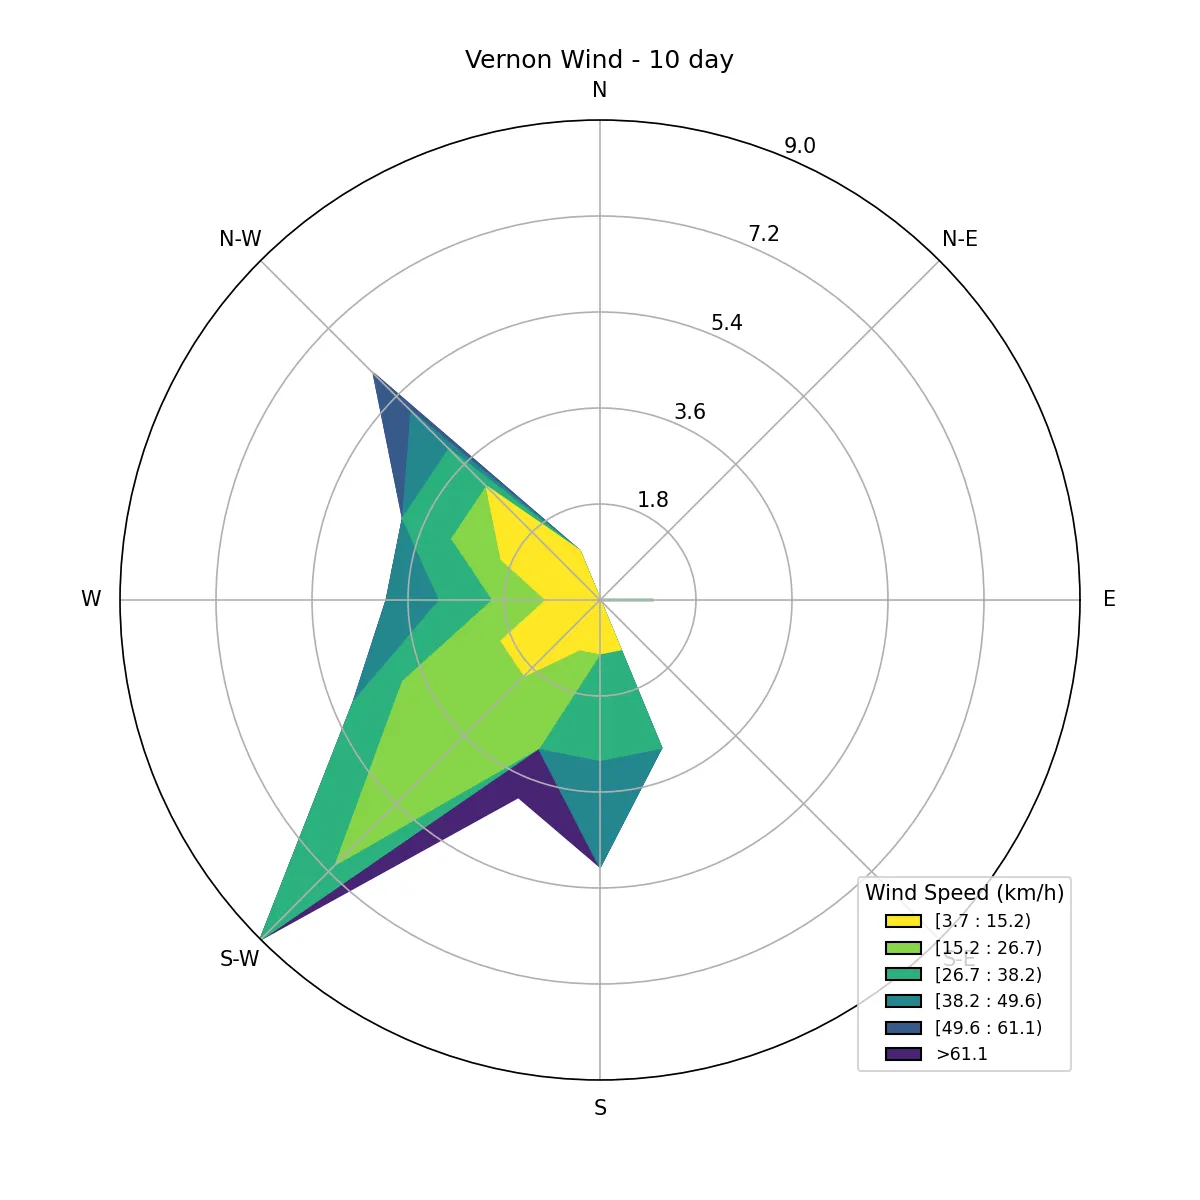 Vernon Wind - 10 day
N
9.0
N-W
7.2
N-E
5.4
3.6
1.8
W
E
S-W
S-E
Wind Speed (km/h)
[3.7 : 15.2)
[15.2 : 26.7)
[26.7 : 38.2)
[38.2 : 49.6)
[49.6 : 61.1)
>61.1
S